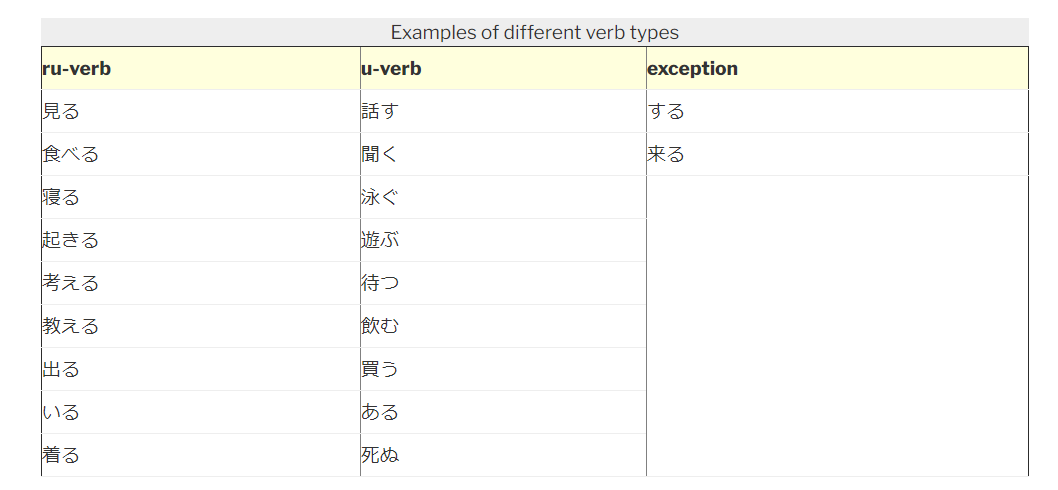 Examples of different verb types
ru-verb u-verb exception
見る 話す する
食べる 聞く 来る
寝る 泳ぐ
起きる 遊ぶ
考える 待つ
教える 飲む
出る 買う
いる ある
着る 死ぬ